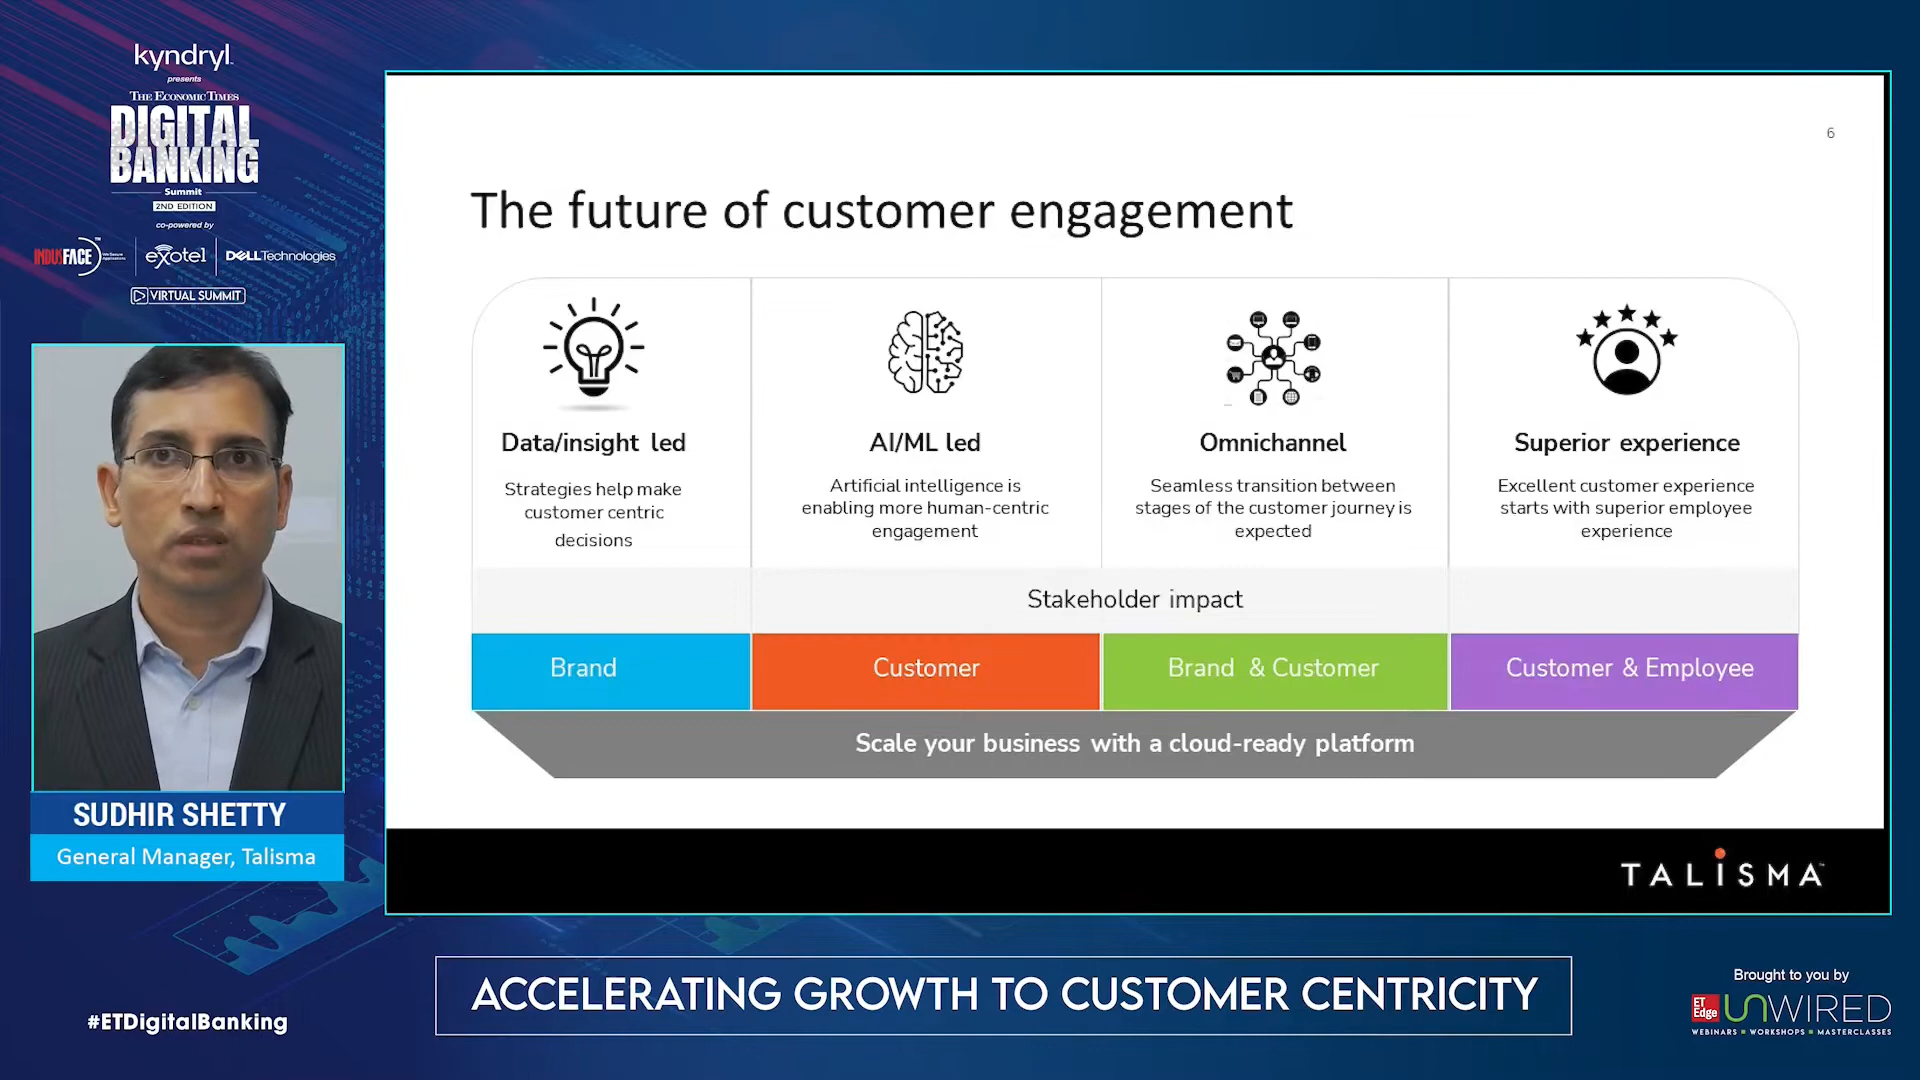 kyndryl
presents
THE ECONOMIC TIMES
DIGITAL
BANKING
Summit
2ND EDITION
co-powered by
INDUSFACE™
exotel
DELLTechnologies
VIRTUAL SUMMIT
SUDHIR SHETTY
General Manager, Talisma
#ETDigitalBanking
6
The future of customer engagement
Data/insight led
Strategies help make
customer centric
decisions
AI/ML led
Artificial intelligence is
enabling more human-centric
engagement
Omnichannel
Seamless transition between
stages of the customer journey is
expected
Superior experience
Excellent customer experience
starts with superior employee
experience
Stakeholder impact
Brand
Customer
Brand & Customer
Customer & Employee
Scale your business with a cloud-ready platform
TALiSMA™
ACCELERATING GROWTH TO CUSTOMER CENTRICITY
Brought to you by
ET
Edge
UNWIRED
WEBINARS ■ WORKSHOPS ■ MASTERCLASSES